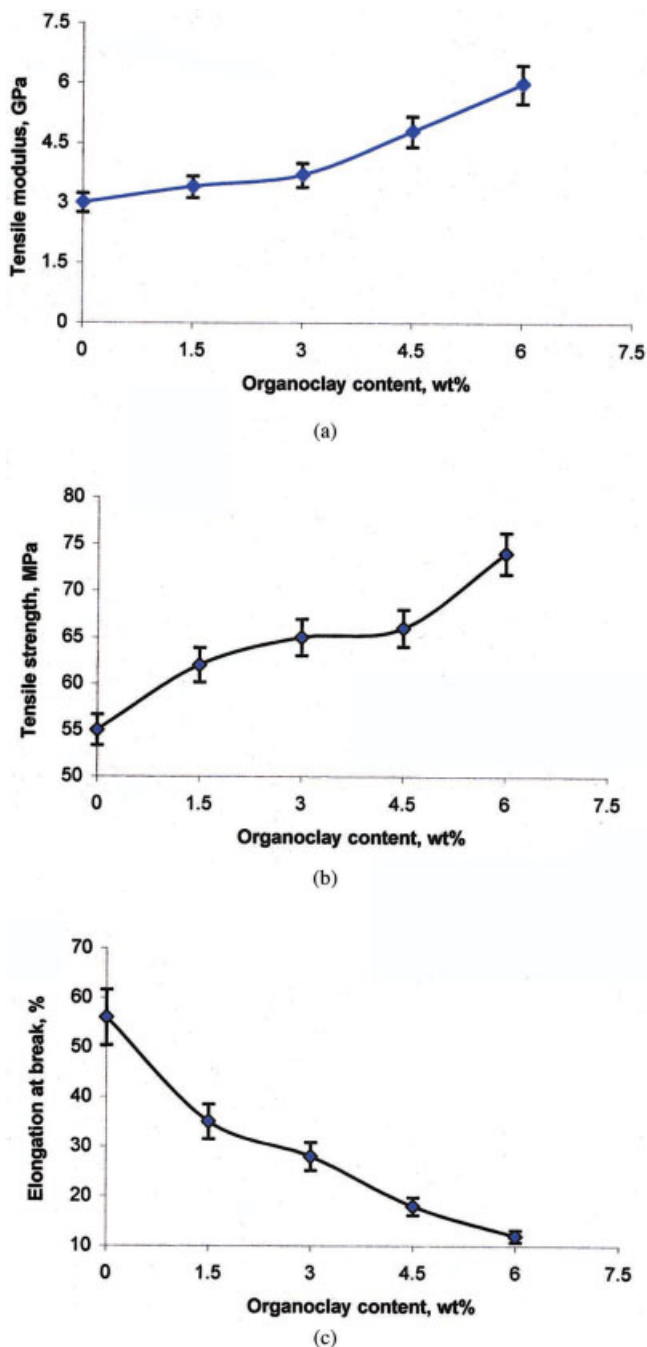 7.5
6
4.5
3
1.5
0
Tensile modulus, GPa
0 1.5 3 4.5 6 7.5
Organoclay content, wt%
(a)
80
75
70
65
60
55
50
Tensile strength, MPa
0 1.5 3 4.5 6 7.5
Organoclay content, wt%
(b)
70
60
50
40
30
20
10
Elongation at break, %
0 1.5 3 4.5 6 7.5
Organoclay content, wt%
(c)